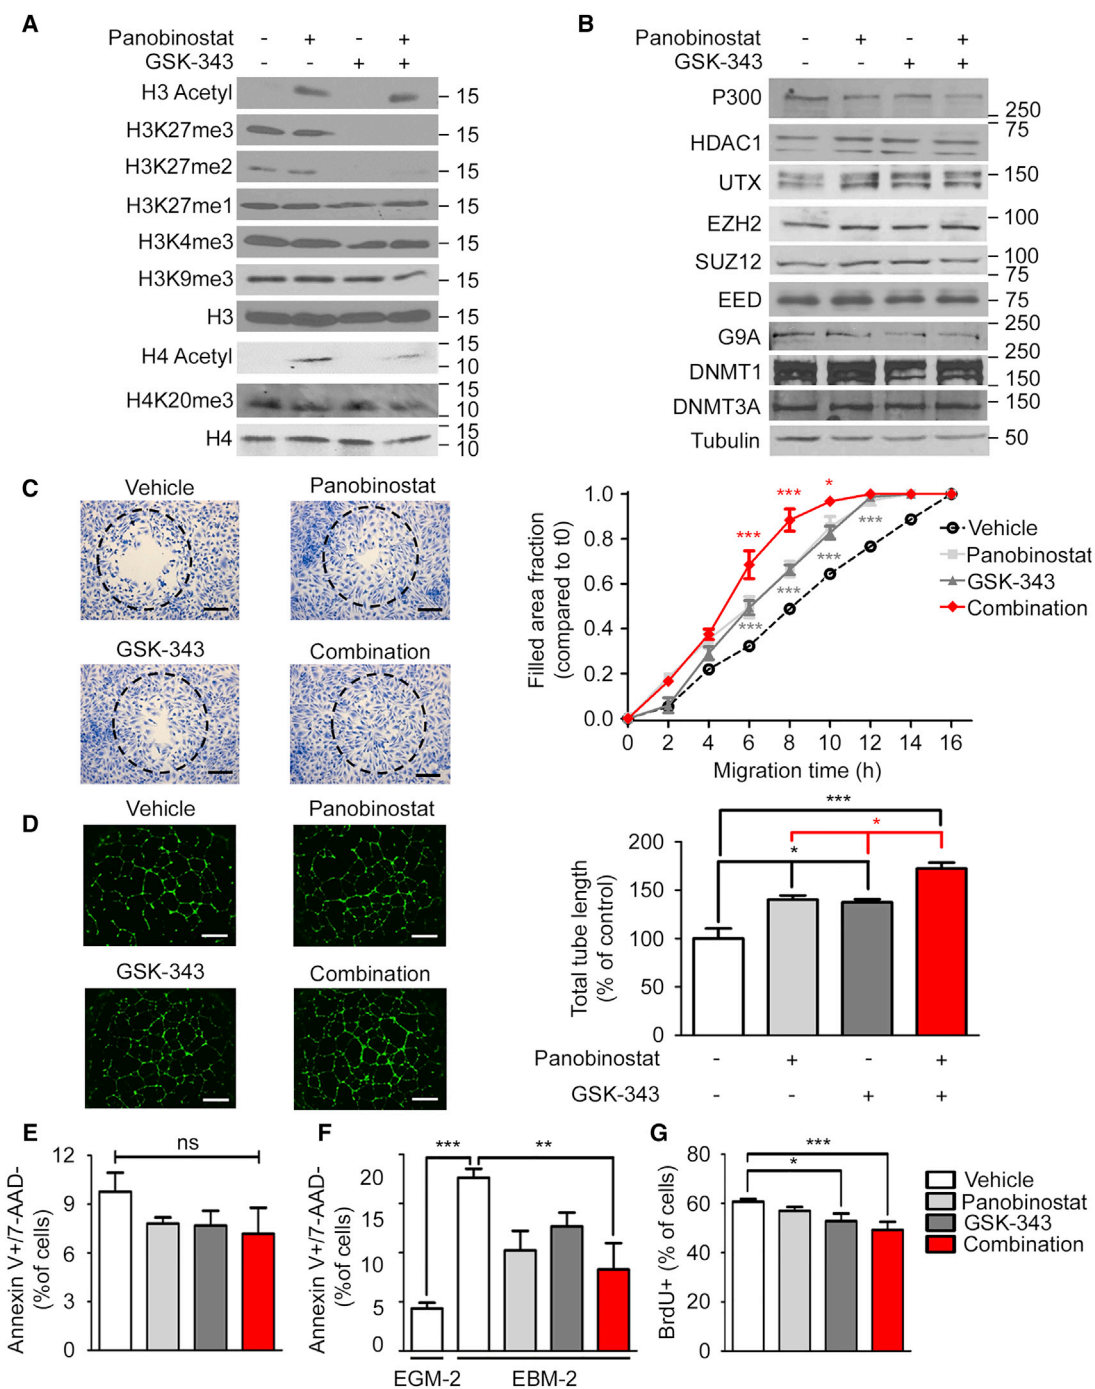 A
Panobinostat - + - +
GSK-343 - - + +
H3 Acetyl 15
H3K27me3 15
H3K27me2 15
H3K27me1 15
H3K4me3 15
H3K9me3 15
H3 15
H4 Acetyl 15 10
H4K20me3 15 10
H4 15 10
B
Panobinostat - + - +
GSK-343 - - + +
P300 250
HDAC1 75
UTX 150
EZH2 100
SUZ12 100 75
EED 75
G9A 250
DNMT1 250 150
DNMT3A 150
Tubulin 50
C
Vehicle
Panobinostat
GSK-343
Combination
Filled area fraction
(compared to t0)
1.0
0.8
0.6
0.4
0.2
0.0
0 2 4 6 8 10 12 14 16
Migration time (h)
*** *** *
*** *** *** ***
Vehicle
Panobinostat
GSK-343
Combination
D
Vehicle
Panobinostat
GSK-343
Combination
Total tube length
(% of control)
200
150
100
50
0
***
*
*
Panobinostat - + - +
GSK-343 - - + +
E
Annexin V+/7-AAD-
(%of cells)
12
9
6
3
0
ns
F
Annexin V+/7-AAD-
(%of cells)
20
15
10
5
0
*** **
EGM-2 EBM-2
G
BrdU+ (% of cells)
80
60
40
20
0
***
*
Vehicle
Panobinostat
GSK-343
Combination